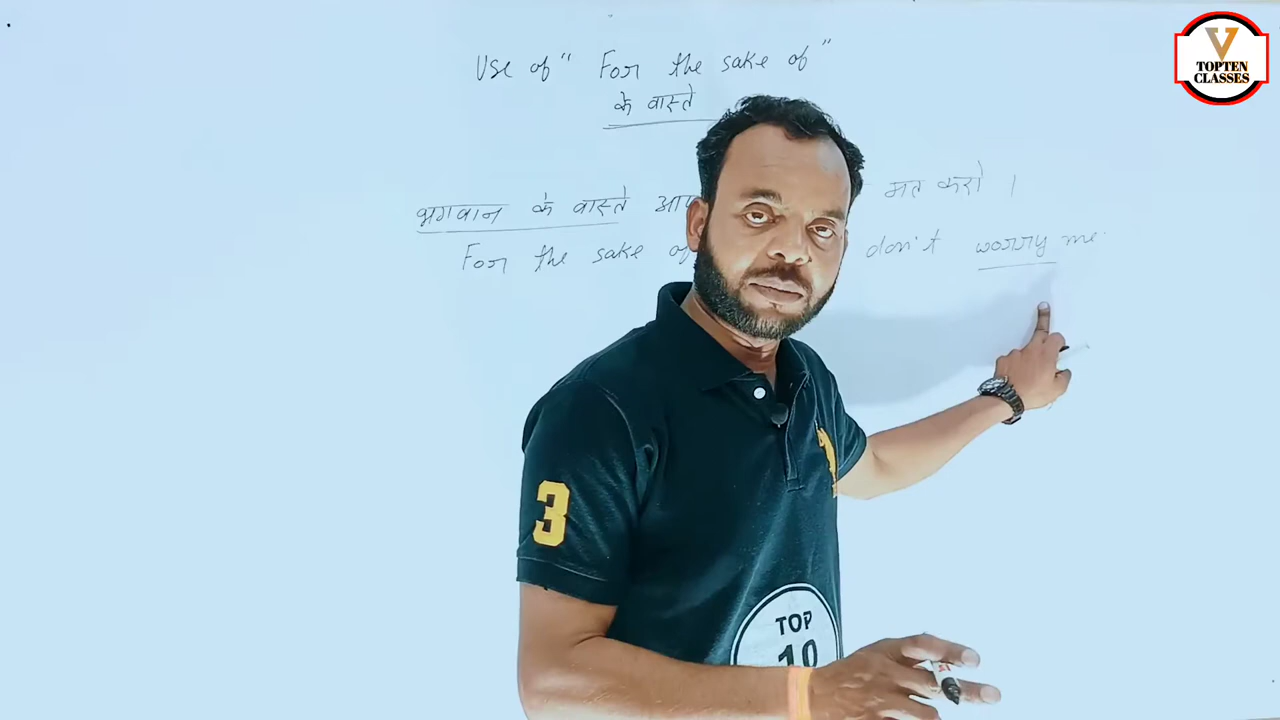 Use of " For the sake of "
के वास्ते
भगवान के वास्ते आप मत करो ।
For the sake of don't worry me.
V
TOPTEN
CLASSES
3
TOP
10